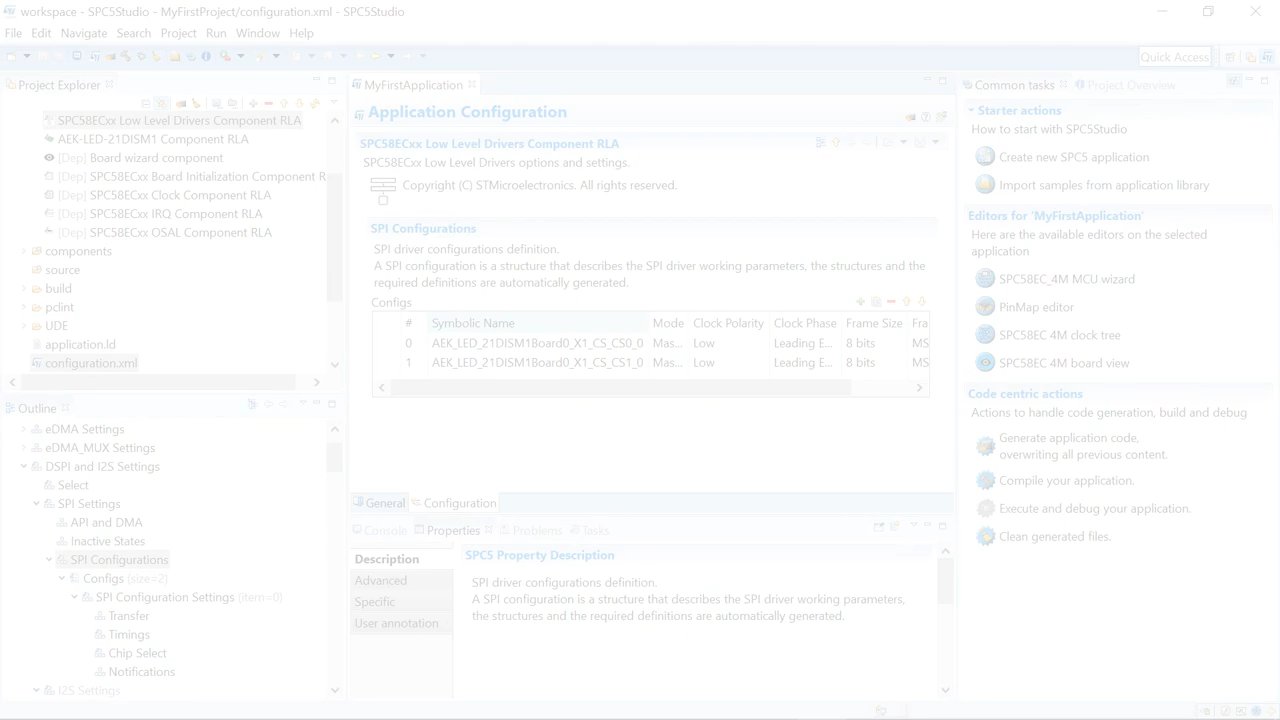 workspace - SPC5Studio - MyFirstProject/configuration.xml - SPC5Studio
File Edit Navigate Search Project Run Window Help
Quick Access
Project Explorer
SPC58ECxx Low Level Drivers Component RLA
AEK-LED-21DISM1 Component RLA
[Dep] Board wizard component
[Dep] SPC58ECxx Board Initialization Component R
[Dep] SPC58ECxx Clock Component RLA
[Dep] SPC58ECxx IRQ Component RLA
[Dep] SPC58ECxx OSAL Component RLA
components
source
build
pclint
UDE
application.ld
configuration.xml
Outline
eDMA Settings
eDMA_MUX Settings
DSPI and I2S Settings
Select
SPI Settings
API and DMA
Inactive States
SPI Configurations
Configs (size=2)
SPI Configuration Settings (item=0)
Transfer
Timings
Chip Select
Notifications
I2S Settings
MyFirstApplication
Application Configuration
SPC58ECxx Low Level Drivers Component RLA
SPC58ECxx Low Level Drivers options and settings.
Copyright (C) STMicroelectronics. All rights reserved.
SPI Configurations
SPI driver configurations definition.
A SPI configuration is a structure that describes the SPI driver working parameters, the structures and the
required definitions are automatically generated.
Configs
# Symbolic Name Mode Clock Polarity Clock Phase Frame Size Fra
0 AEK_LED_21DISM1Board0_X1_CS_CS0_0 Mas... Low Leading E... 8 bits MS
1 AEK_LED_21DISM1Board0_X1_CS_CS1_0 Mas... Low Leading E... 8 bits MS
General Configuration
Console Properties Problems Tasks
Description
Advanced
Specific
User annotation
SPC5 Property Description
SPI driver configurations definition.
A SPI configuration is a structure that describes the SPI driver working parameters,
the structures and the required definitions are automatically generated.
Common tasks Project Overview
Starter actions
How to start with SPC5Studio
Create new SPC5 application
Import samples from application library
Editors for 'MyFirstApplication'
Here are the available editors on the selected
application
SPC58EC_4M MCU wizard
PinMap editor
SPC58EC 4M clock tree
SPC58EC 4M board view
Code centric actions
Actions to handle code generation, build and debug
Generate application code,
overwriting all previous content.
Compile your application.
Execute and debug your application.
Clean generated files.